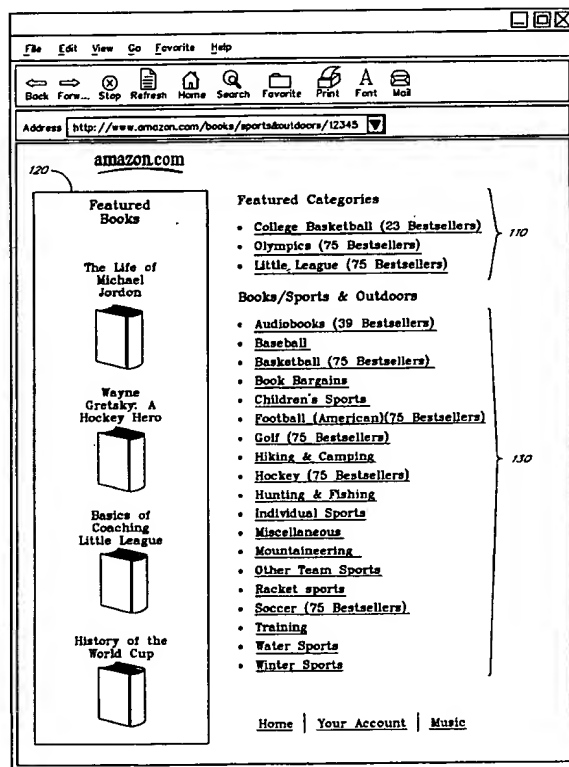 File Edit View Go Favorite Help
Back Forw... Stop Refresh Home Search Favorite Print Font Mail
Address http://www.amazon.com/books/sports&outdoors/12345
amazon.com
120
Featured
Books
The Life of
Michael
Jordon
Wayne
Gretsky: A
Hockey Hero
Basics of
Coaching
Little League
History of the
World Cup
Featured Categories
• College Basketball (23 Bestsellers)
• Olympics (75 Bestsellers)
• Little League (75 Bestsellers)
110
Books/Sports & Outdoors
• Audiobooks (39 Bestsellers)
• Baseball
• Basketball (75 Bestsellers)
• Book Bargains
• Children's Sports
• Football (American)(75 Bestsellers)
• Golf (75 Bestsellers)
• Hiking & Camping
• Hockey (75 Bestsellers)
• Hunting & Fishing
• Individual Sports
• Miscellaneous
• Mountaineering
• Other Team Sports
• Racket sports
• Soccer (75 Bestsellers)
• Training
• Water Sports
• Winter Sports
130
Home | Your Account | Music